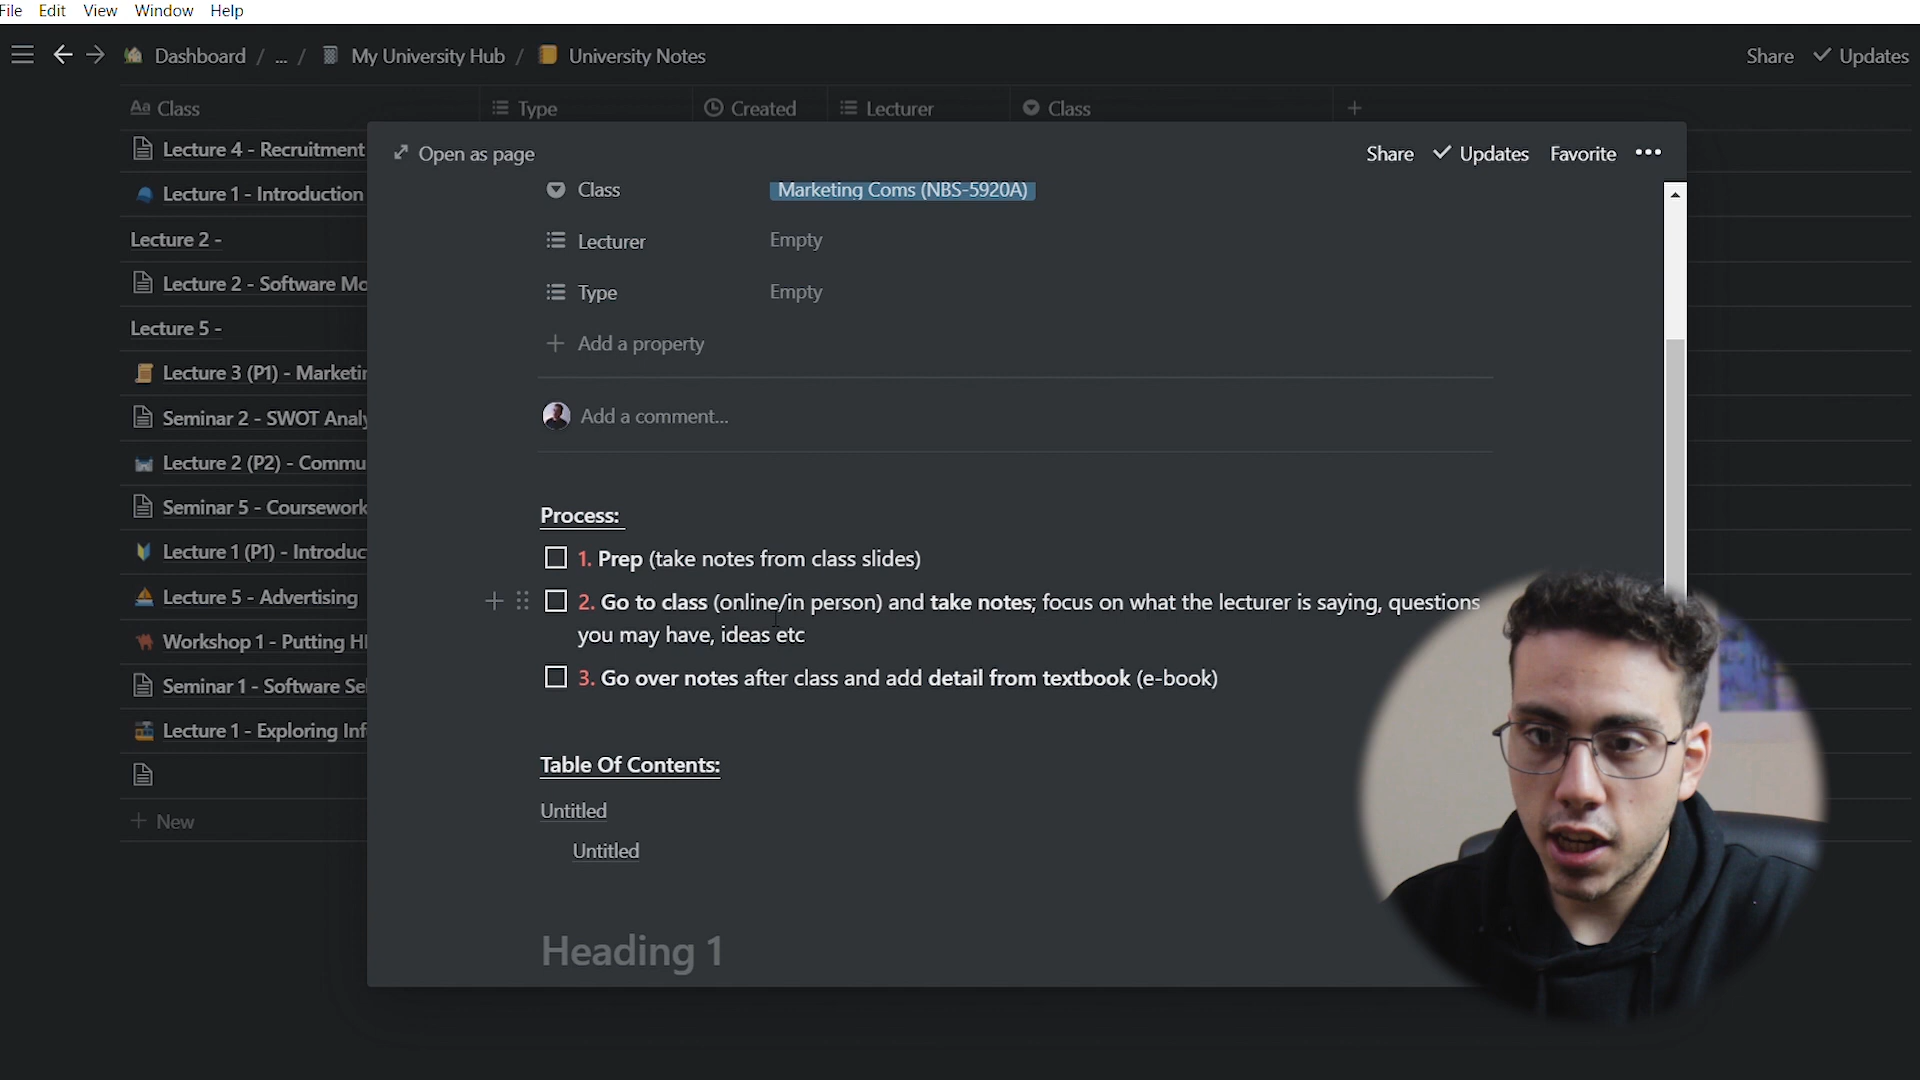 File Edit View Window Help
Dashboard / ... / My University Hub / University Notes Share Updates
Aa Class Type Created Lecturer Class
Lecture 4 - Recruitment
Lecture 1 - Introduction
Lecture 2 -
Lecture 2 - Software Mo
Lecture 5 -
Lecture 3 (P1) - Marketin
Seminar 2 - SWOT Analy
Lecture 2 (P2) - Commu
Seminar 5 - Coursework
Lecture 1 (P1) - Introduc
Lecture 5 - Advertising
Workshop 1 - Putting H
Seminar 1 - Software Se
Lecture 1 - Exploring Inf
+ New
Open as page Share Updates Favorite
Class Marketing Coms (NBS-5920A)
Lecturer Empty
Type Empty
+ Add a property
Add a comment...
Process:
1. Prep (take notes from class slides)
2. Go to class (online/in person) and take notes; focus on what the lecturer is saying, questions
you may have, ideas etc
3. Go over notes after class and add detail from textbook (e-book)
Table Of Contents:
Untitled
Untitled
Heading 1